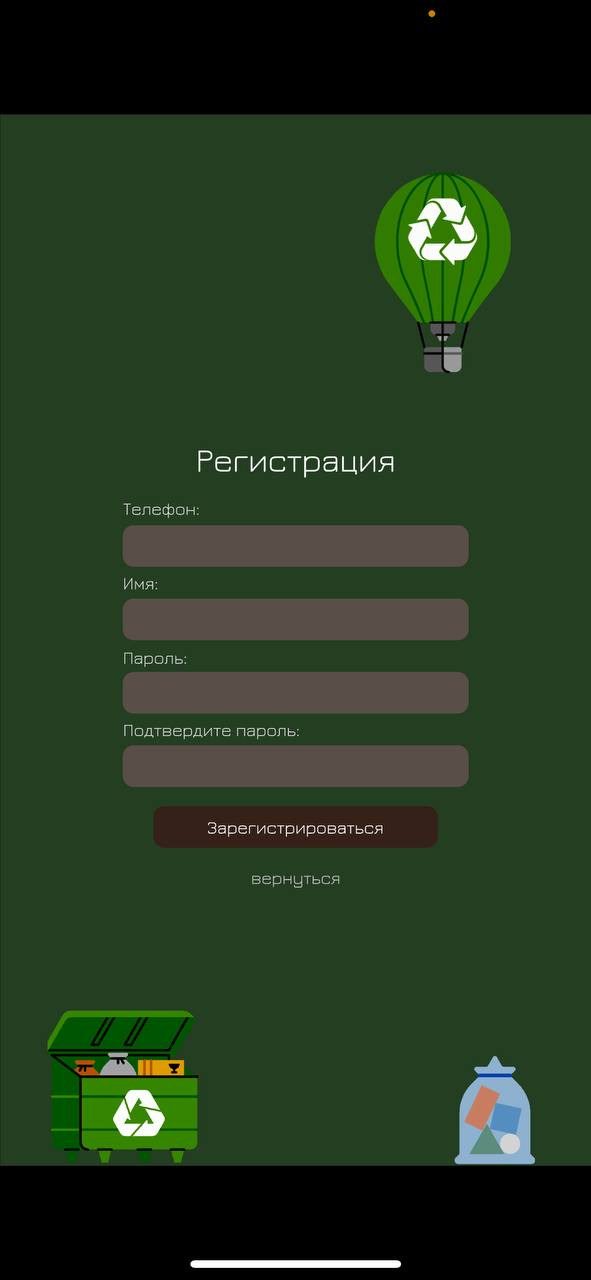 Регистрация
Телефон:
Имя:
Пароль:
Подтвердите пароль:
Зарегистрироваться
вернуться